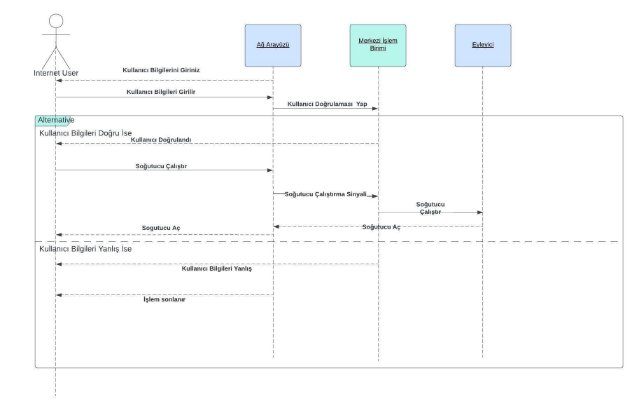 Ağ Arayüzü
Merkezi İşlem
Birimi
Eyleyici
Internet User
Kullanıcı Bilgilerini Giriniz
Kullanıcı Bilgileri Girilir
Kullanıcı Doğrulaması Yap
Alternative
Kullanıcı Bilgileri Doğru İse
Kullanıcı Doğrulandı
Soğutucu Çalıştır
Soğutucu Çalıştırma Sinyali
Soğutucu
Çalıştır
Soğutucu Aç
Sogutucu Aç
Kullanıcı Bilgileri Yanlış İse
Kullanıcı Bilgileri Yanlış
İşlem sonlanır